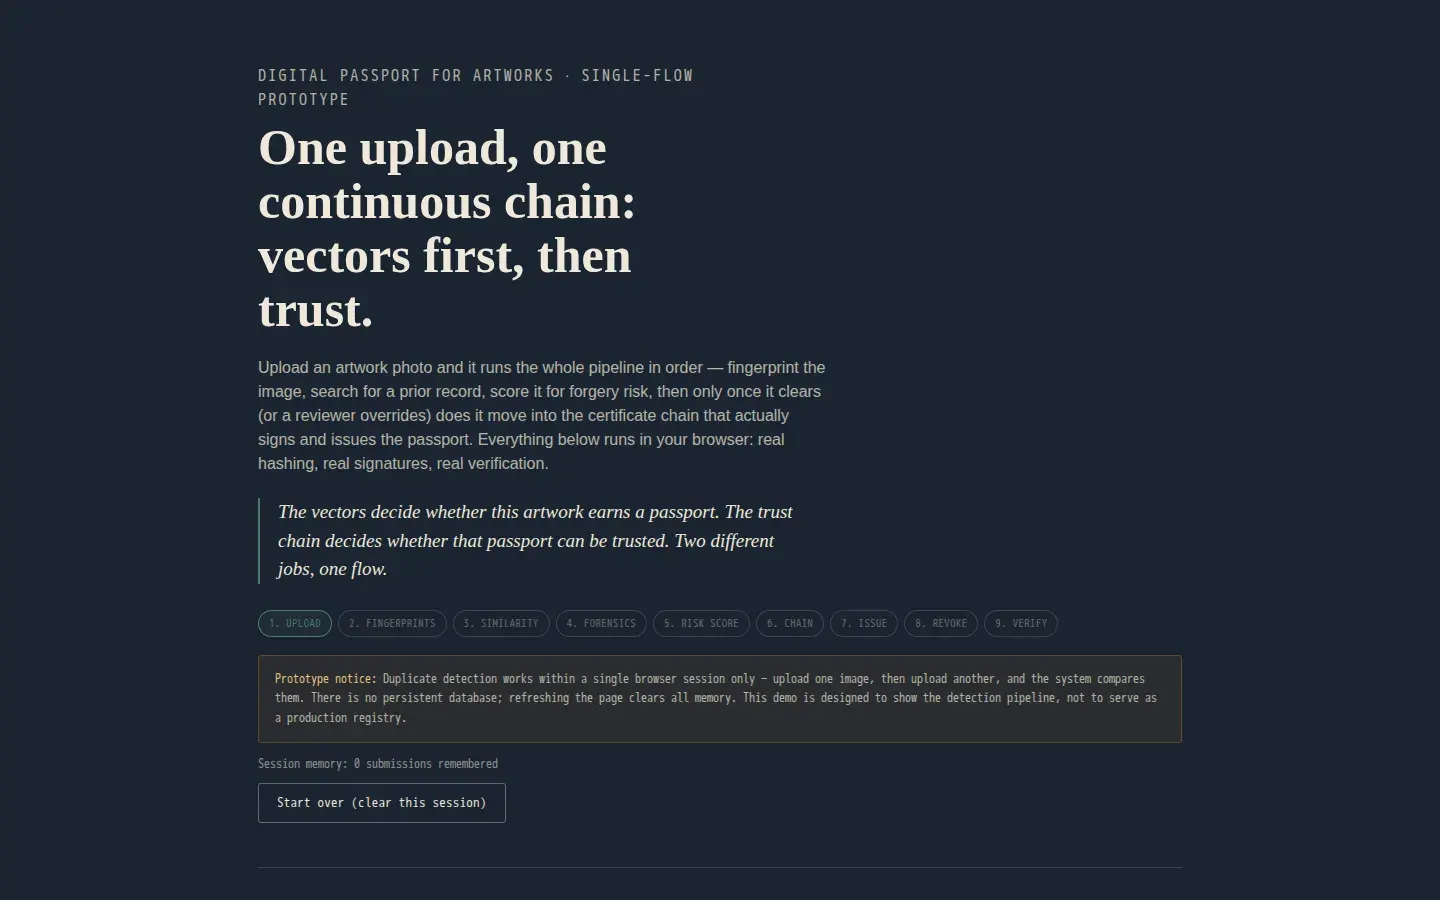 DIGITAL PASSPORT FOR ARTWORKS · SINGLE-FLOW
PROTOTYPE
One upload, one
continuous chain:
vectors first, then
trust.
Upload an artwork photo and it runs the whole pipeline in order — fingerprint the
image, search for a prior record, score it for forgery risk, then only once it clears
(or a reviewer overrides) does it move into the certificate chain that actually
signs and issues the passport. Everything below runs in your browser: real
hashing, real signatures, real verification.
The vectors decide whether this artwork earns a passport. The trust
chain decides whether that passport can be trusted. Two different
jobs, one flow.
1. UPLOAD 2. FINGERPRINTS 3. SIMILARITY 4. FORENSICS 5. RISK SCORE 6. CHAIN 7. ISSUE 8. REVOKE 9. VERIFY
Prototype notice: Duplicate detection works within a single browser session only — upload one image, then upload another, and the system compares
them. There is no persistent database; refreshing the page clears all memory. This demo is designed to show the detection pipeline, not to serve as
a production registry.
Session memory: 0 submissions remembered
Start over (clear this session)